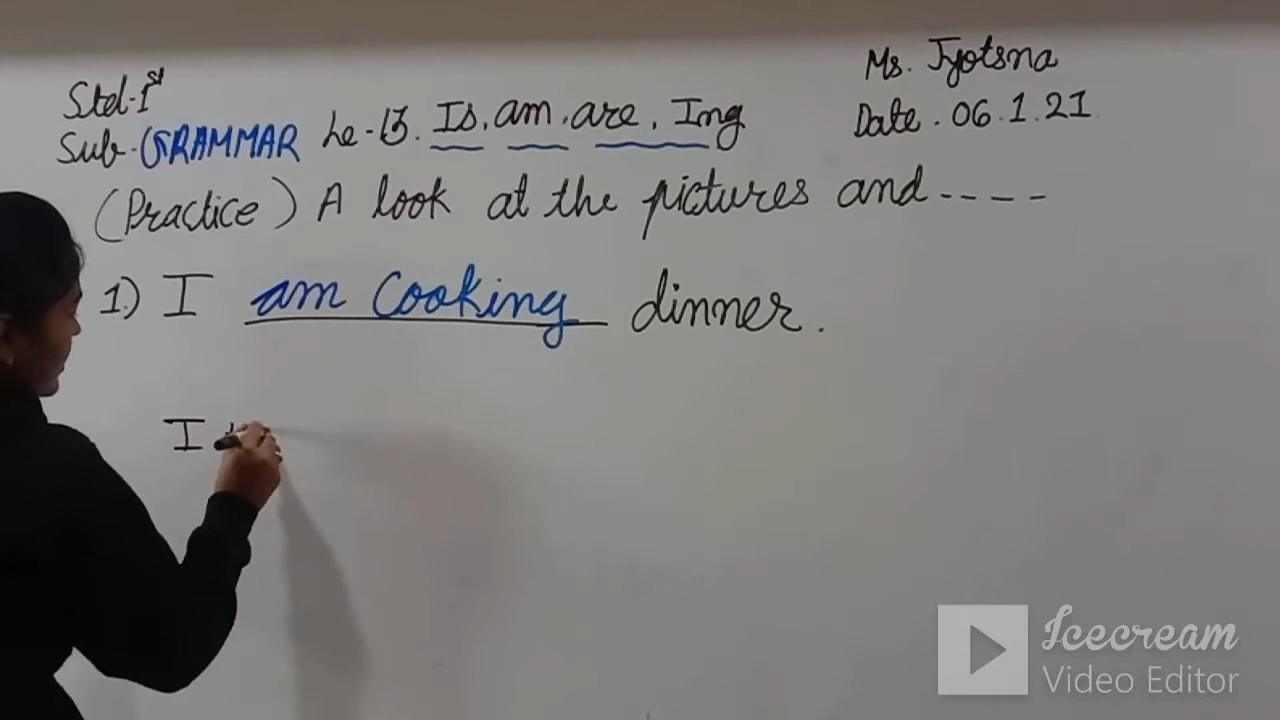 Std-Ist
Ms. Jyotsna
Sub-GRAMMAR Le-13. Is, am, are, Ing
Date. 06.1.21
(Practice) A look at the pictures and----
1.) I am Cooking dinner.
I
Icecream
Video Editor